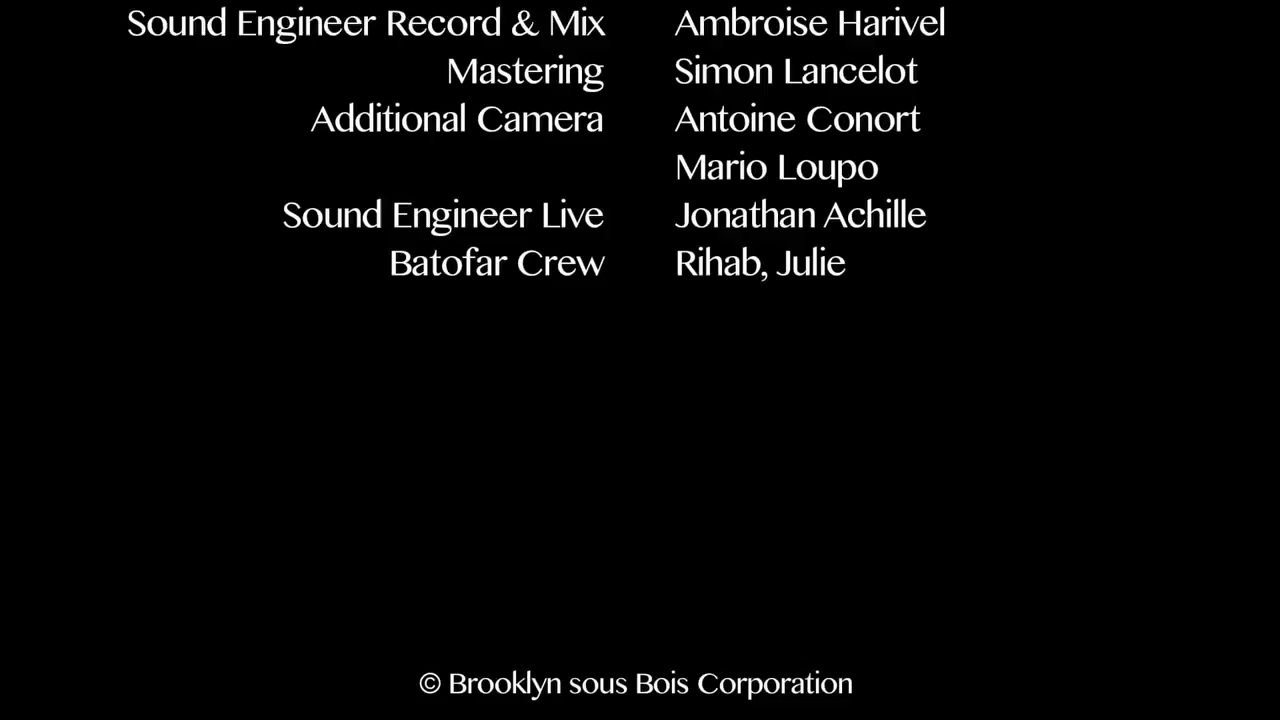 Sound Engineer Record & Mix Ambroise Harivel
Mastering Simon Lancelot
Additional Camera Antoine Conort
Mario Loupo
Sound Engineer Live Jonathan Achille
Batofar Crew Rihab, Julie
© Brooklyn sous Bois Corporation